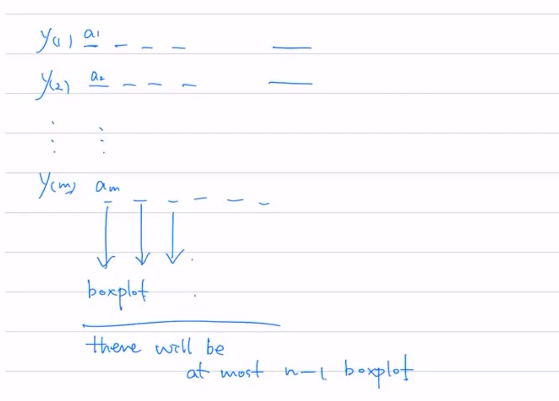 y(1) a1 _ _ _ _
y(2) a2 _ _ _ _
⋮ ⋮
y(m) am _ _ _ _ _
boxplot
there will be
at most n-1 boxplot